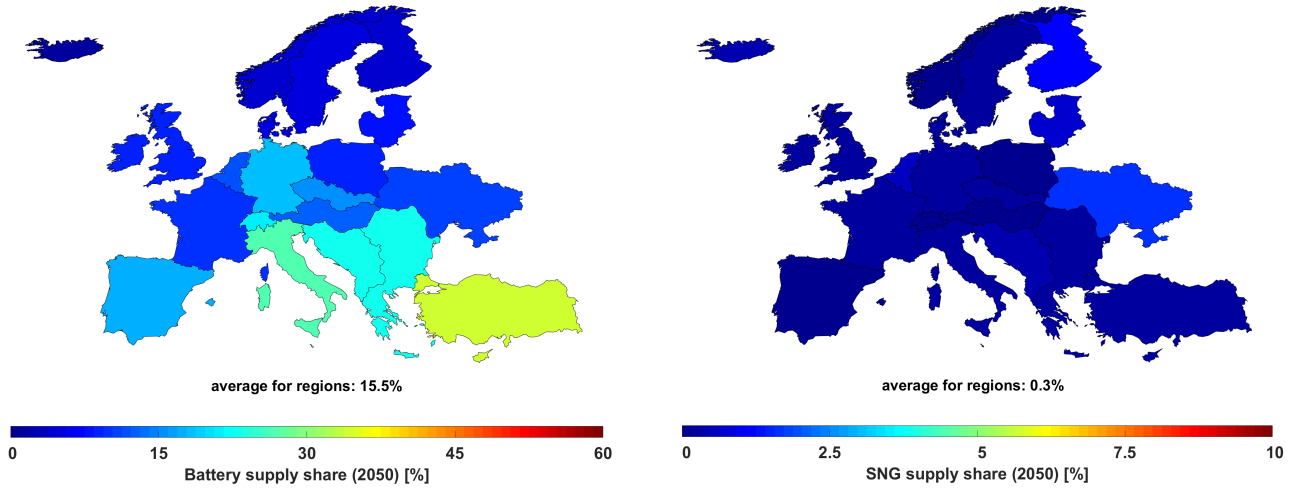 average for regions: 15.5%
0 15 30 45 60
Battery supply share (2050) [%]
average for regions: 0.3%
0 2.5 5 7.5 10
SNG supply share (2050) [%]